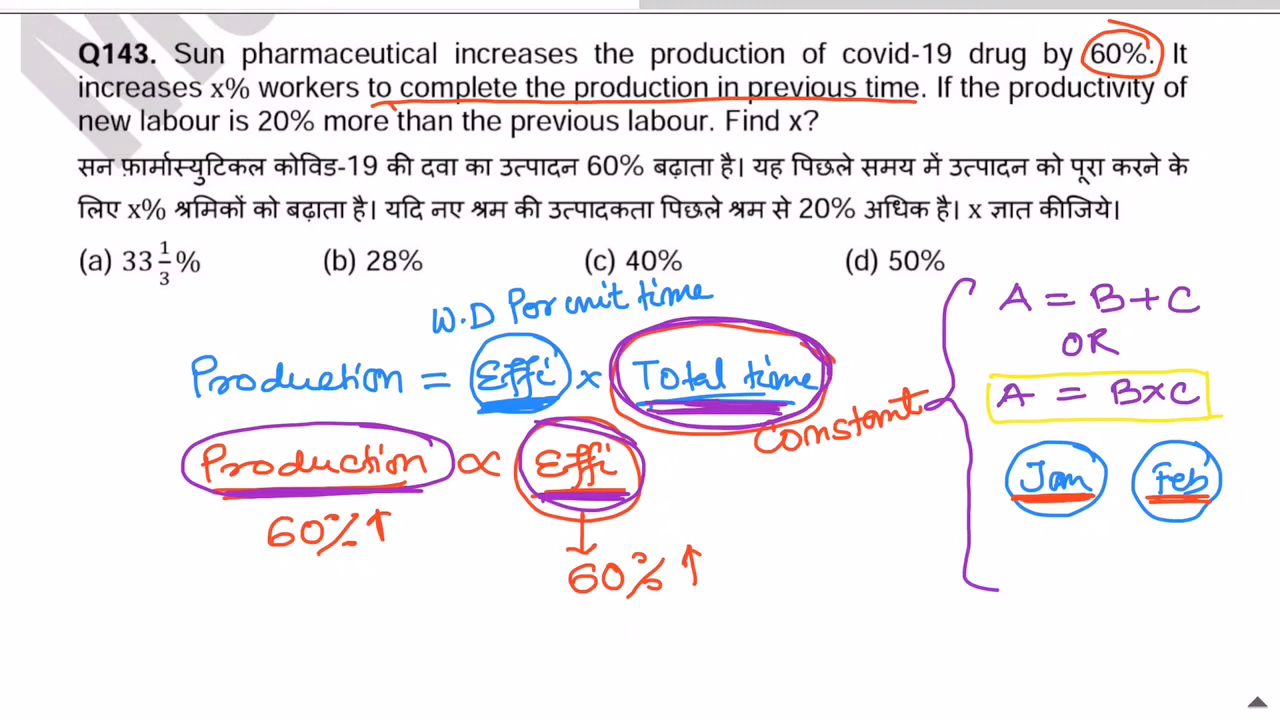 Q143. Sun pharmaceutical increases the production of covid-19 drug by 60%. It
increases x% workers to complete the production in previous time. If the productivity of
new labour is 20% more than the previous labour. Find x?
सन फ़ार्मास्युटिकल कोविड-19 की दवा का उत्पादन 60% बढ़ाता है। यह पिछले समय में उत्पादन को पूरा करने के
लिए x% श्रमिकों को बढ़ाता है। यदि नए श्रम की उत्पादकता पिछले श्रम से 20% अधिक है। x ज्ञात कीजिये।
(a) 33 1/3 % (b) 28% (c) 40% (d) 50%
W.D Per unit time
Production = Effi × Total time
Constant
Production ∝ Effi
60% ↑
60% ↑
A = B + C
OR
A = B×C
Jan Feb